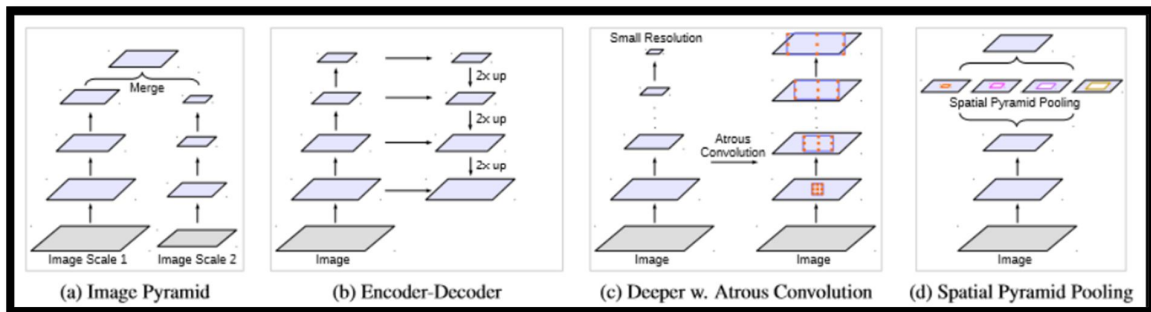 Merge
Image Scale 1
Image Scale 2
(a) Image Pyramid
2x up
2x up
2x up
Image
(b) Encoder-Decoder
Small Resolution
Atrous
Convolution
Image
Image
(c) Deeper w. Atrous Convolution
Spatial Pyramid Pooling
Image
(d) Spatial Pyramid Pooling